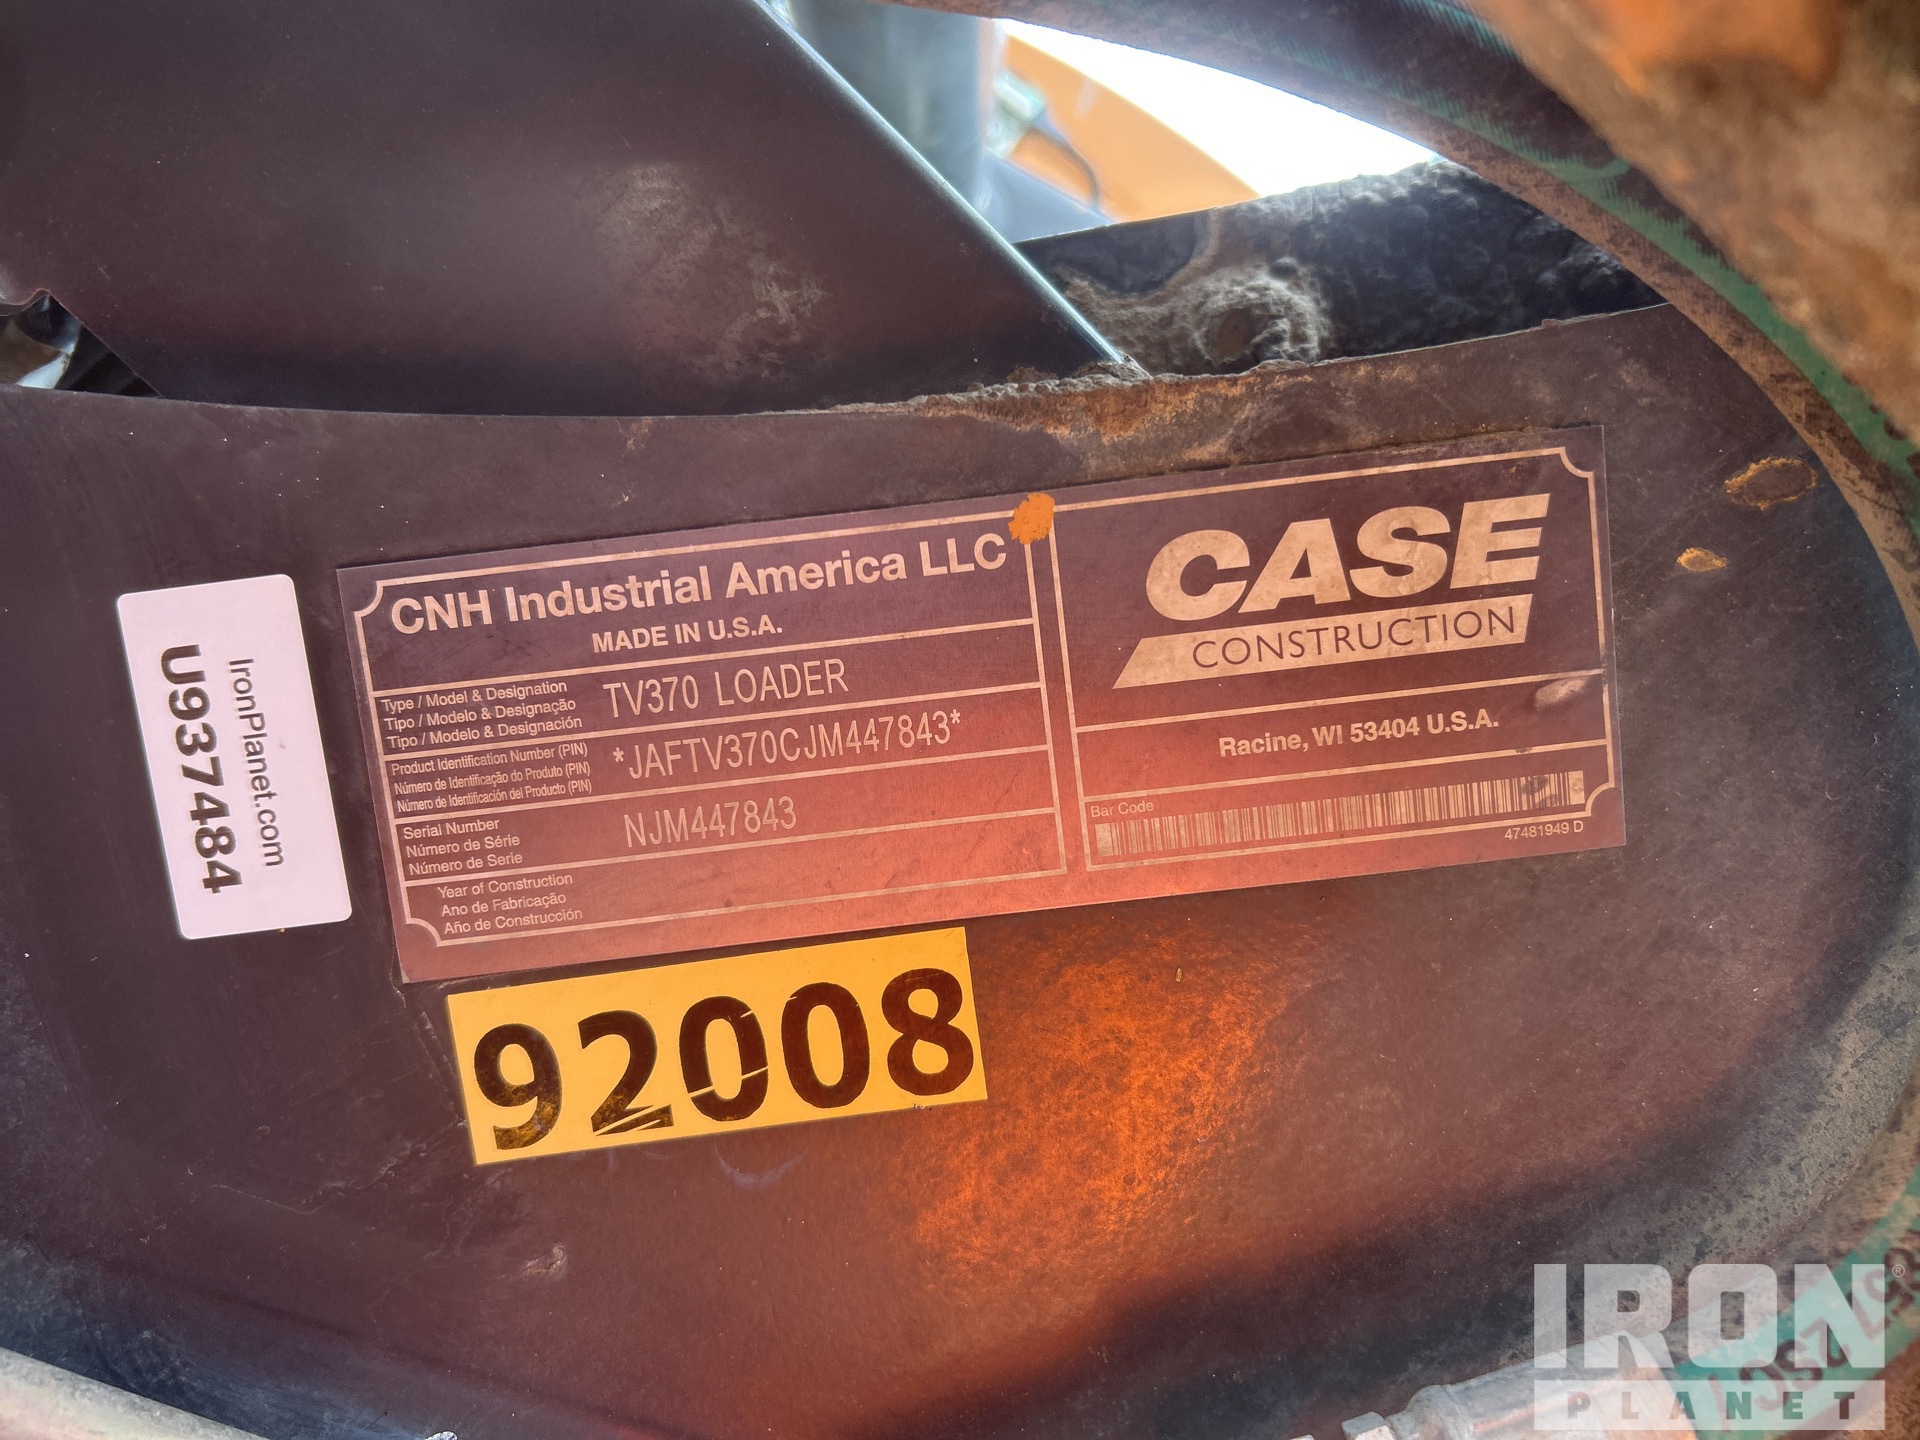 CNH Industrial America LLC
MADE IN U.S.A.
Type / Model & Designation
Tipo / Modelo & Designação
Tipo / Modelo & Designación
TV370 LOADER
Product Identification Number (PIN)
Número de Identificação do Produto (PIN)
Número de Identificación del Producto (PIN)
*JAFTV370CJM447843*
Serial Number
Número de Série
Número de Serie
NJM447843
Year of Construction
Ano de Fabricação
Año de Construcción
CASE
CONSTRUCTION
Racine, WI 53404 U.S.A.
Bar Code
47481949 D
IronPlanet.com
U937484
92008
IRON
PLANET